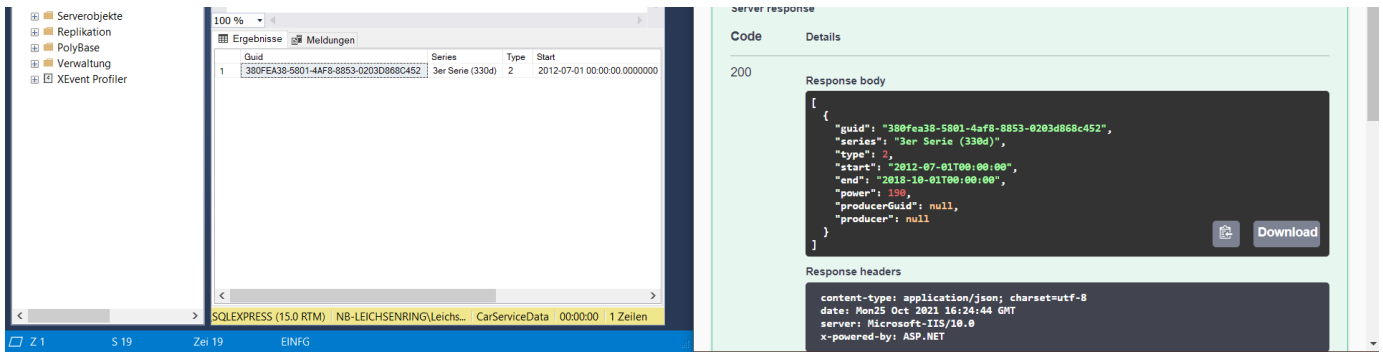 Serverobjekte
Replikation
PolyBase
Verwaltung
XEvent Profiler
100 %
Ergebnisse Meldungen
Guid Series Type Start
1 380FEA38-5801-4AF8-8853-0203D868C452 3er Serie (330d) 2 2012-07-01 00:00:00.0000000
SQLEXPRESS (15.0 RTM) NB-LEICHSENRING\Leichs... CarServiceData 00:00:00 1 Zeilen
Z 1 S 19 Zei 19 EINFG
Server response
Code Details
200
Response body
[
{
"guid": "380fea38-5801-4af8-8853-0203d868c452",
"series": "3er Serie (330d)",
"type": 2,
"start": "2012-07-01T00:00:00",
"end": "2018-10-01T00:00:00",
"power": 190,
"producerGuid": null,
"producer": null
}
]
Download
Response headers
content-type: application/json; charset=utf-8
date: Mon25 Oct 2021 16:24:44 GMT
server: Microsoft-IIS/10.0
x-powered-by: ASP.NET